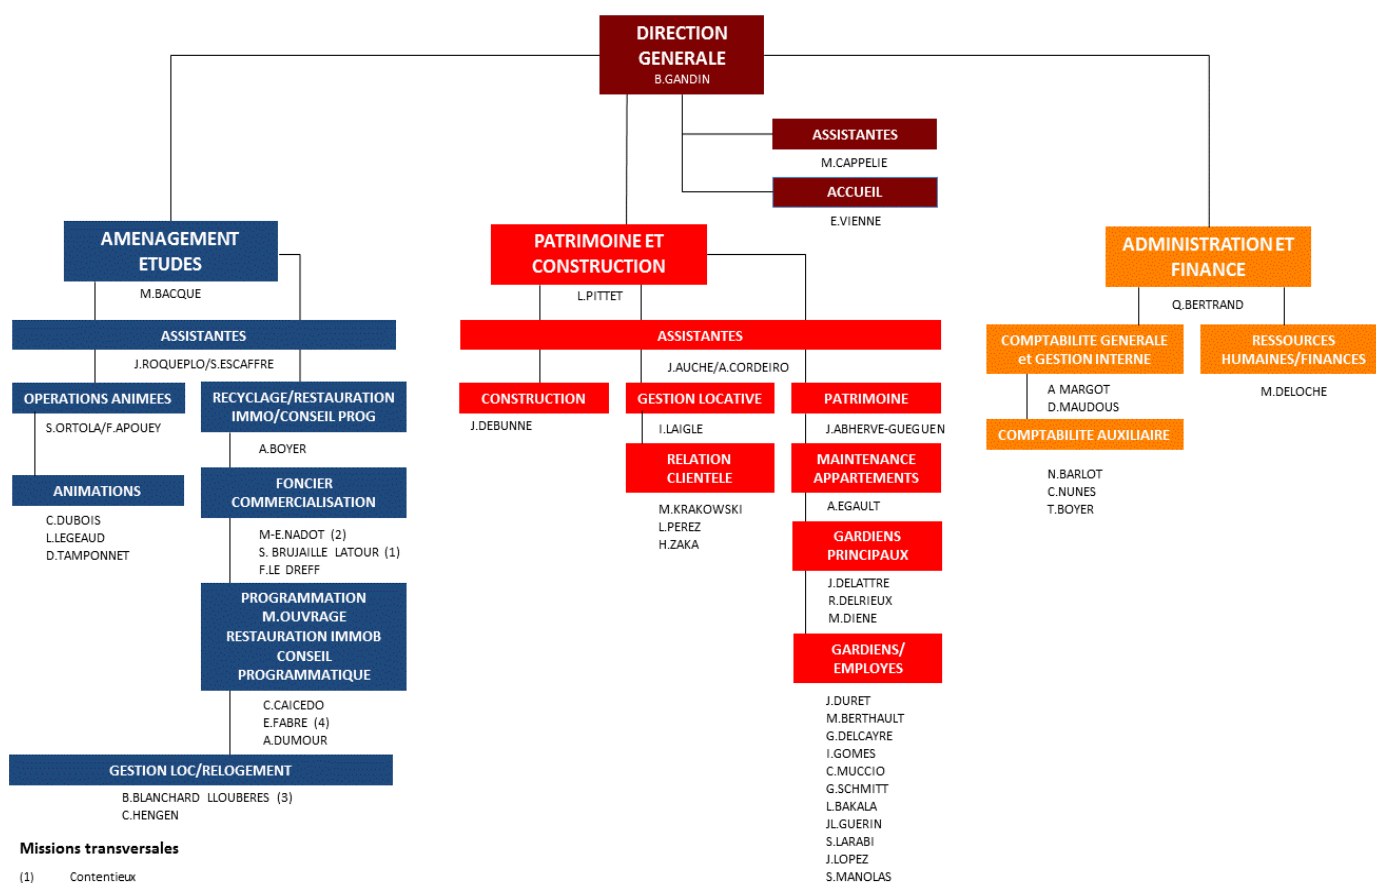 DIRECTION
GENERALE
B.GANDIN
ASSISTANTES
M.CAPPELIE
ACCUEIL
E.VIENNE
AMENAGEMENT
ETUDES
M.BACQUE
ASSISTANTES
J.ROQUEPLO/S.ESCAFFRE
OPERATIONS ANIMEES
S.ORTOLA/F.APOUEY
ANIMATIONS
C.DUBOIS
L.LEGEAUD
D.TAMPONNET
RECYCLAGE/RESTAURATION
IMMO/CONSEIL PROG
A.BOYER
FONCIER
COMMERCIALISATION
M-E.NADOT (2)
S. BRUJAILLE LATOUR (1)
F.LE DREFF
PROGRAMMATION
M.OUVRAGE
RESTAURATION IMMOB
CONSEIL
PROGRAMMATIQUE
C.CAICEDO
E.FABRE (4)
A.DUMOUR
GESTION LOC/RELOGEMENT
B.BLANCHARD LLOUBERES (3)
C.HENGEN
PATRIMOINE ET
CONSTRUCTION
L.PITTET
ASSISTANTES
J.AUCHE/A.CORDEIRO
CONSTRUCTION
J.DEBUNNE
GESTION LOCATIVE
I.LAIGLE
RELATION
CLIENTELE
M.KRAKOWSKI
L.PEREZ
H.ZAKA
PATRIMOINE
J.ABHERVE-GUEGUEN
MAINTENANCE
APPARTEMENTS
A.EGAULT
GARDIENS
PRINCIPAUX
J.DELATTRE
R.DELRIEUX
M.DIENE
GARDIENS/
EMPLOYES
J.DURET
M.BERTHAULT
G.DELCAYRE
I.GOMES
C.MUCCIO
G.SCHMITT
L.BAKALA
JL.GUERIN
S.LARABI
J.LOPEZ
S.MANOLAS
ADMINISTRATION ET
FINANCE
Q.BERTRAND
COMPTABILITE GENERALE
et GESTION INTERNE
A MARGOT
D.MAUDOUS
COMPTABILITE AUXILIAIRE
N.BARLOT
C.NUNES
T.BOYER
RESSOURCES
HUMAINES/FINANCES
M.DELOCHE
Missions transversales
(1) Contentieux